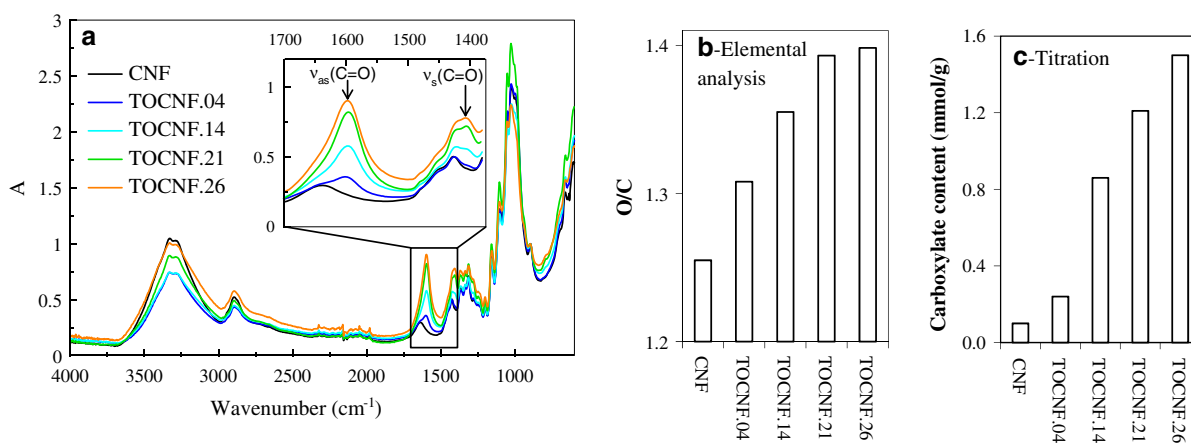 a
CNF
TOCNF.04
TOCNF.14
TOCNF.21
TOCNF.26
A
3
2.5
2
1.5
1
0.5
0
4000 3500 3000 2500 2000 1500 1000
Wavenumber (cm-1)
1700 1600 1500 1400
νas(C=O) νs(C=O)
1
0.5
0
b-Elemental
analysis
O/C
1.4
1.3
1.2
CNF
TOCNF.04
TOCNF.14
TOCNF.21
TOCNF.26
c-Titration
Carboxylate content (mmol/g)
1.6
1.2
0.8
0.4
0.0
CNF
TOCNF.04
TOCNF.14
TOCNF.21
TOCNF.26